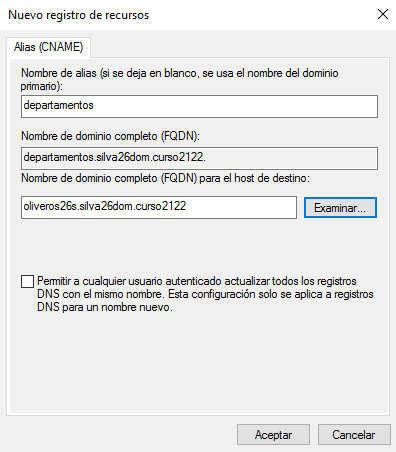 Nuevo registro de recursos
Alias (CNAME)
Nombre de alias (si se deja en blanco, se usa el nombre del dominio
primario):
departamentos
Nombre de dominio completo (FQDN):
departamentos.silva26dom.curso2122.
Nombre de dominio completo (FQDN) para el host de destino:
oliveros26s.silva26dom.curso2122
Examinar...
Permitir a cualquier usuario autenticado actualizar todos los registros
DNS con el mismo nombre. Esta configuración solo se aplica a registros
DNS para un nombre nuevo.
Aceptar
Cancelar